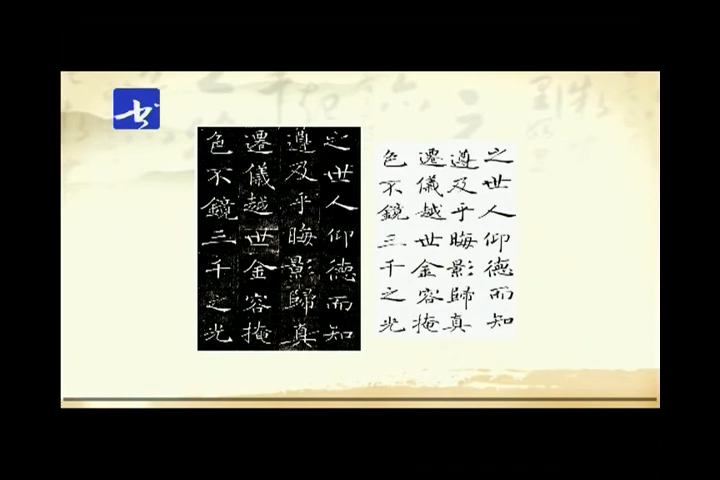 书
之世人仰德而知
遵及乎晦影歸真
遷儀越世金容掩
色不鏡三千之光
之世人仰德而知
遵及乎晦影歸真
遷儀越世金容掩
色不鏡三千之光